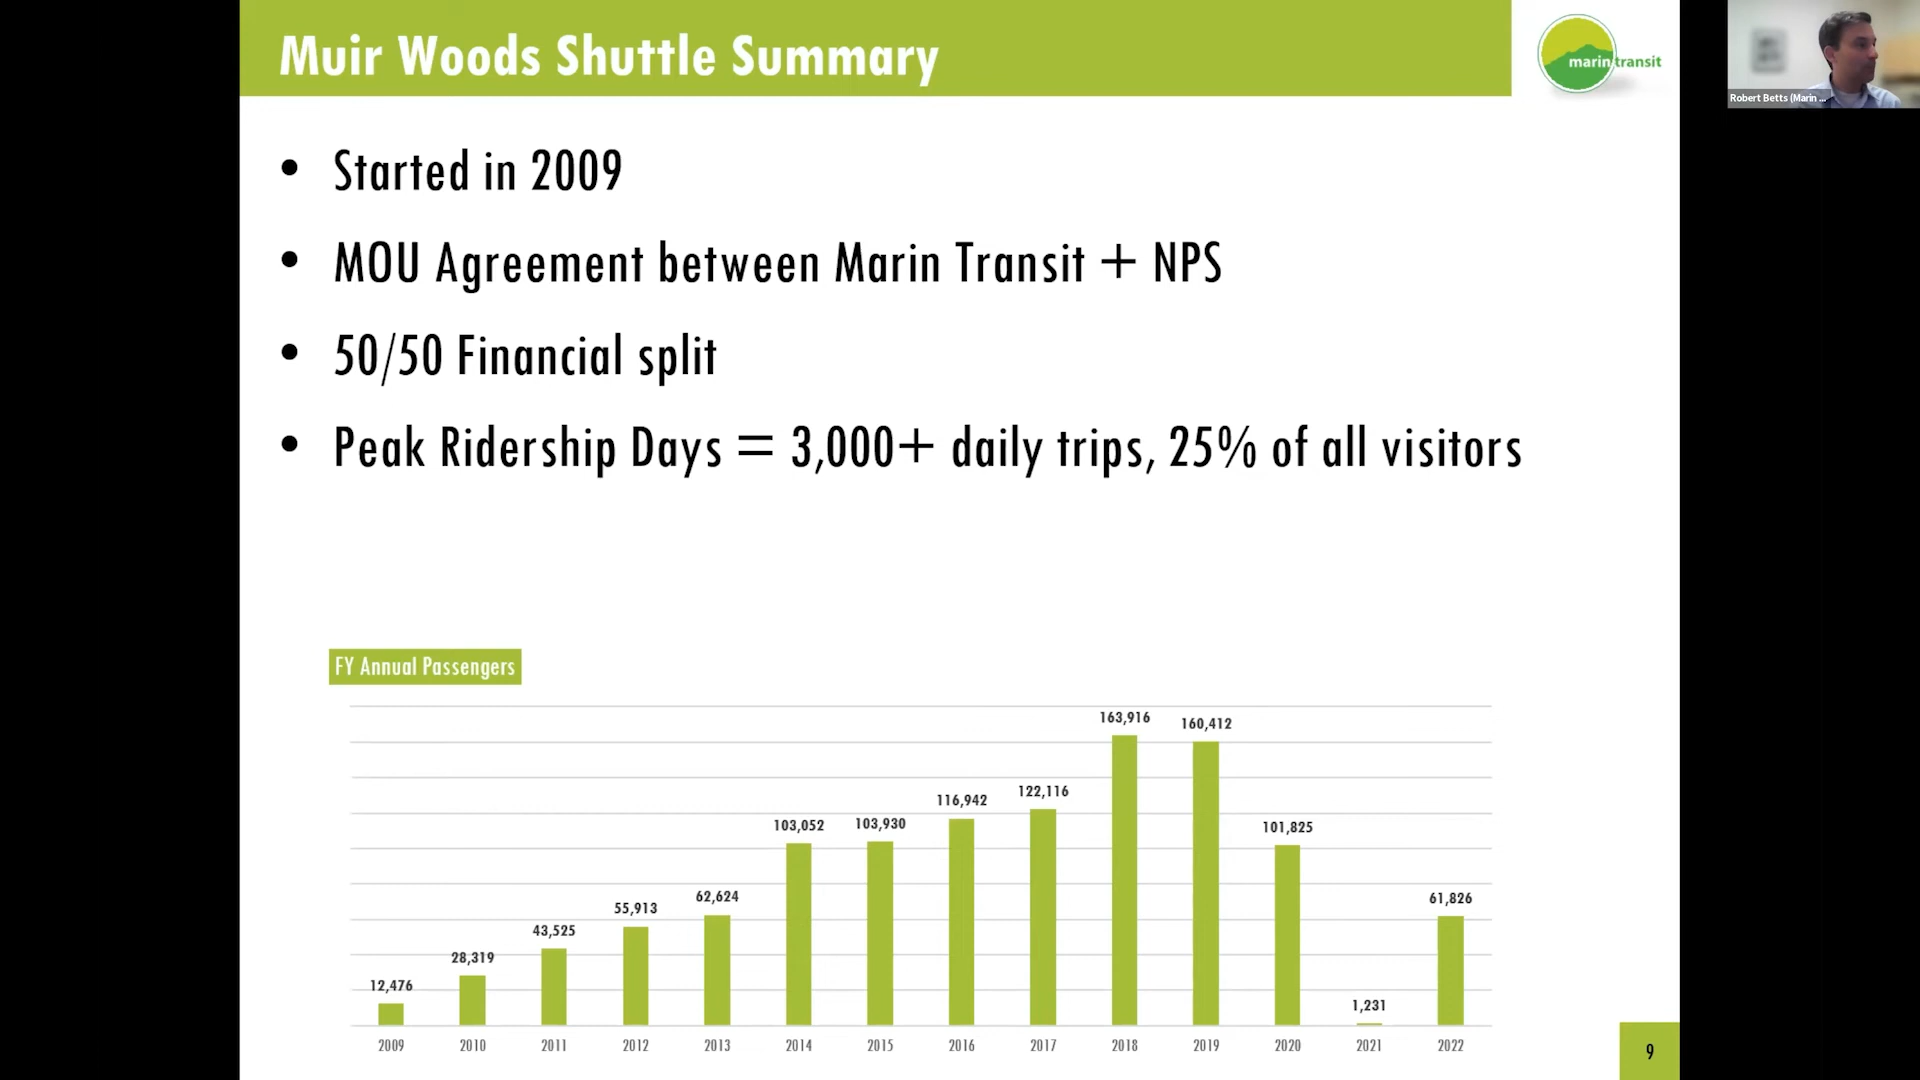 Muir Woods Shuttle Summary
marin transit
Robert Betts (Marin ...
• Started in 2009
• MOU Agreement between Marin Transit + NPS
• 50/50 Financial split
• Peak Ridership Days = 3,000+ daily trips, 25% of all visitors
FY Annual Passengers
12,476 28,319 43,525 55,913 62,624 103,052 103,930 116,942 122,116 163,916 160,412 101,825 1,231 61,826
2009 2010 2011 2012 2013 2014 2015 2016 2017 2018 2019 2020 2021 2022
9